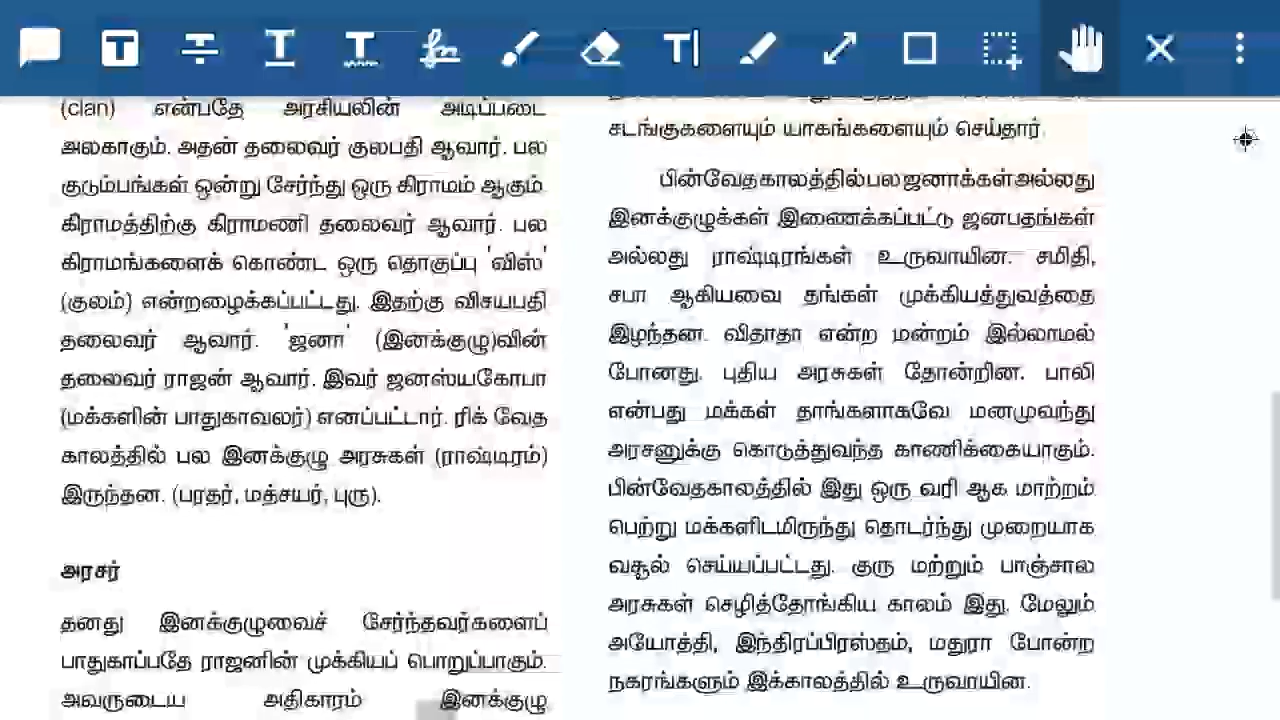 (clan) என்பதே அரசியலின் அடிப்படை
அலகாகும். அதன் தலைவர் குலபதி ஆவார். பல
குடும்பங்கள் ஒன்று சேர்ந்து ஒரு கிராமம் ஆகும்.
கிராமத்திற்கு கிராமணி தலைவர் ஆவார். பல
கிராமங்களைக் கொண்ட ஒரு தொகுப்பு 'விஸ்'
(குலம்) என்றழைக்கப்பட்டது. இதற்கு விசயபதி
தலைவர் ஆவார். 'ஜனா' (இனக்குழு)வின்
தலைவர் ராஜன் ஆவார். இவர் ஜனஸ்யகோபா
(மக்களின் பாதுகாவலர்) எனப்பட்டார். ரிக் வேத
காலத்தில் பல இனக்குழு அரசுகள் (ராஷ்டிரம்)
இருந்தன. (பரதர், மத்சயர், புரு).
அரசர்
தனது இனக்குழுவைச் சேர்ந்தவர்களைப்
பாதுகாப்பதே ராஜனின் முக்கியப் பொறுப்பாகும்.
அவருடைய அதிகாரம் இனக்குழு
சடங்குகளையும் யாகங்களையும் செய்தார்.
பின்வேதகாலத்தில் பல ஜனாக்கள் அல்லது
இனக்குழுக்கள் இணைக்கப்பட்டு ஜனபதங்கள்
அல்லது ராஷ்டிரங்கள் உருவாயின. சமிதி,
சபா ஆகியவை தங்கள் முக்கியத்துவத்தை
இழந்தன. விதாதா என்ற மன்றம் இல்லாமல்
போனது. புதிய அரசுகள் தோன்றின. பாலி
என்பது மக்கள் தாங்களாகவே மனமுவந்து
அரசனுக்கு கொடுத்துவந்த காணிக்கையாகும்.
பின்வேதகாலத்தில் இது ஒரு வரி ஆக மாற்றம்
பெற்று மக்களிடமிருந்து தொடர்ந்து முறையாக
வசூல் செய்யப்பட்டது. குரு மற்றும் பாஞ்சால
அரசுகள் செழித்தோங்கிய காலம் இது. மேலும்
அயோத்தி, இந்திரப்பிரஸ்தம், மதுரா போன்ற
நகரங்களும் இக்காலத்தில் உருவாயின.